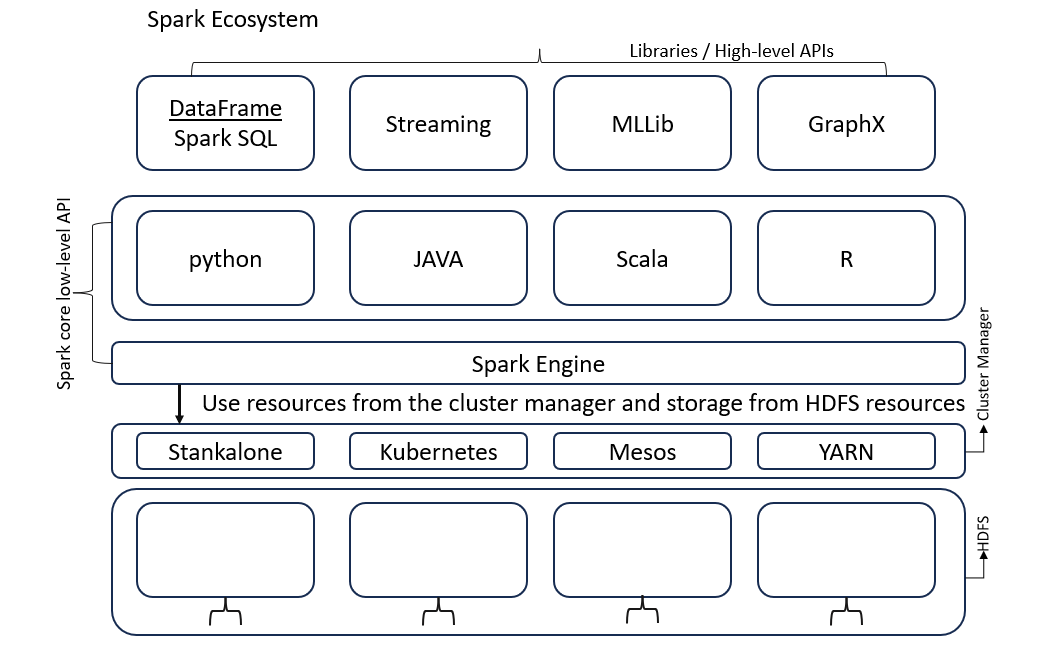 Spark Ecosystem
Libraries / High-level APIs
DataFrame
Spark SQL
Streaming
MLLib
GraphX
Spark core low-level API
python
JAVA
Scala
R
Spark Engine
Use resources from the cluster manager and storage from HDFS resources
Cluster Manager
Stankalone
Kubernetes
Mesos
YARN
HDFS